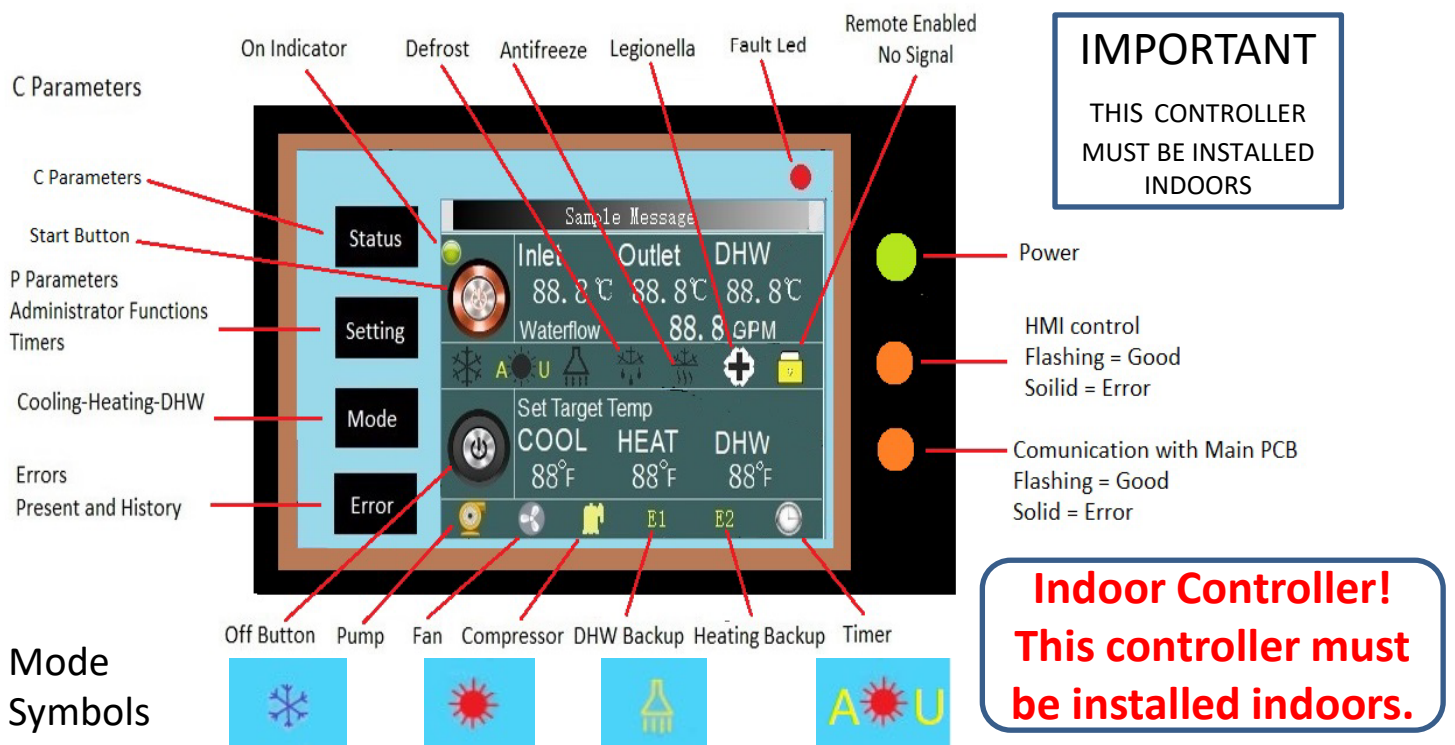 Remote Enabled
No Signal
On Indicator
Defrost
Antifreeze
Legionella
Fault Led
IMPORTANT
THIS CONTROLLER
MUST BE INSTALLED
INDOORS
C Parameters
C Parameters
Start Button
P Parameters
Administrator Functions
Timers
Cooling-Heating-DHW
Errors
Present and History
Status
Setting
Mode
Error
Sample Message
Inlet Outlet DHW
88.8℃ 88.8℃ 88.8℃
Waterflow 88.8 GPM
A U
Set Target Temp
COOL HEAT DHW
88°F 88°F 88°F
E1 E2
Power
HMI control
Flashing = Good
Soilid = Error
Comunication with Main PCB
Flashing = Good
Solid = Error
Off Button
Pump
Fan
Compressor
DHW Backup
Heating Backup
Timer
Mode
Symbols
A U
Indoor Controller!
This controller must
be installed indoors.